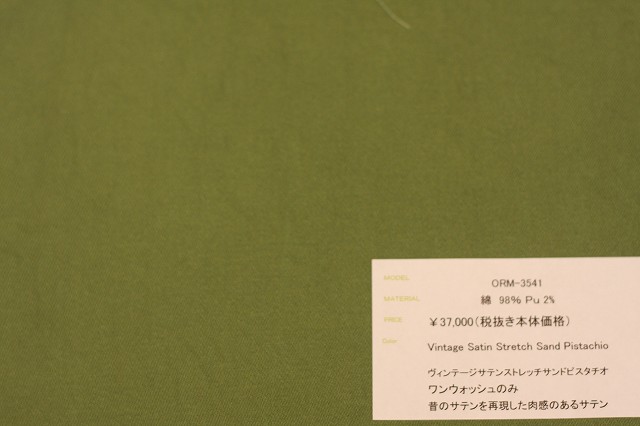 MODEL ORM-3541
MATERIAL 綿 98% Pu 2%
PRICE ¥37,000(税抜き本体価格)
Color Vintage Satin Stretch Sand Pistachio
ヴィンテージサテンストレッチサンドピスタチオ
ワンウォッシュのみ
昔のサテンを再現した肉感のあるサテン